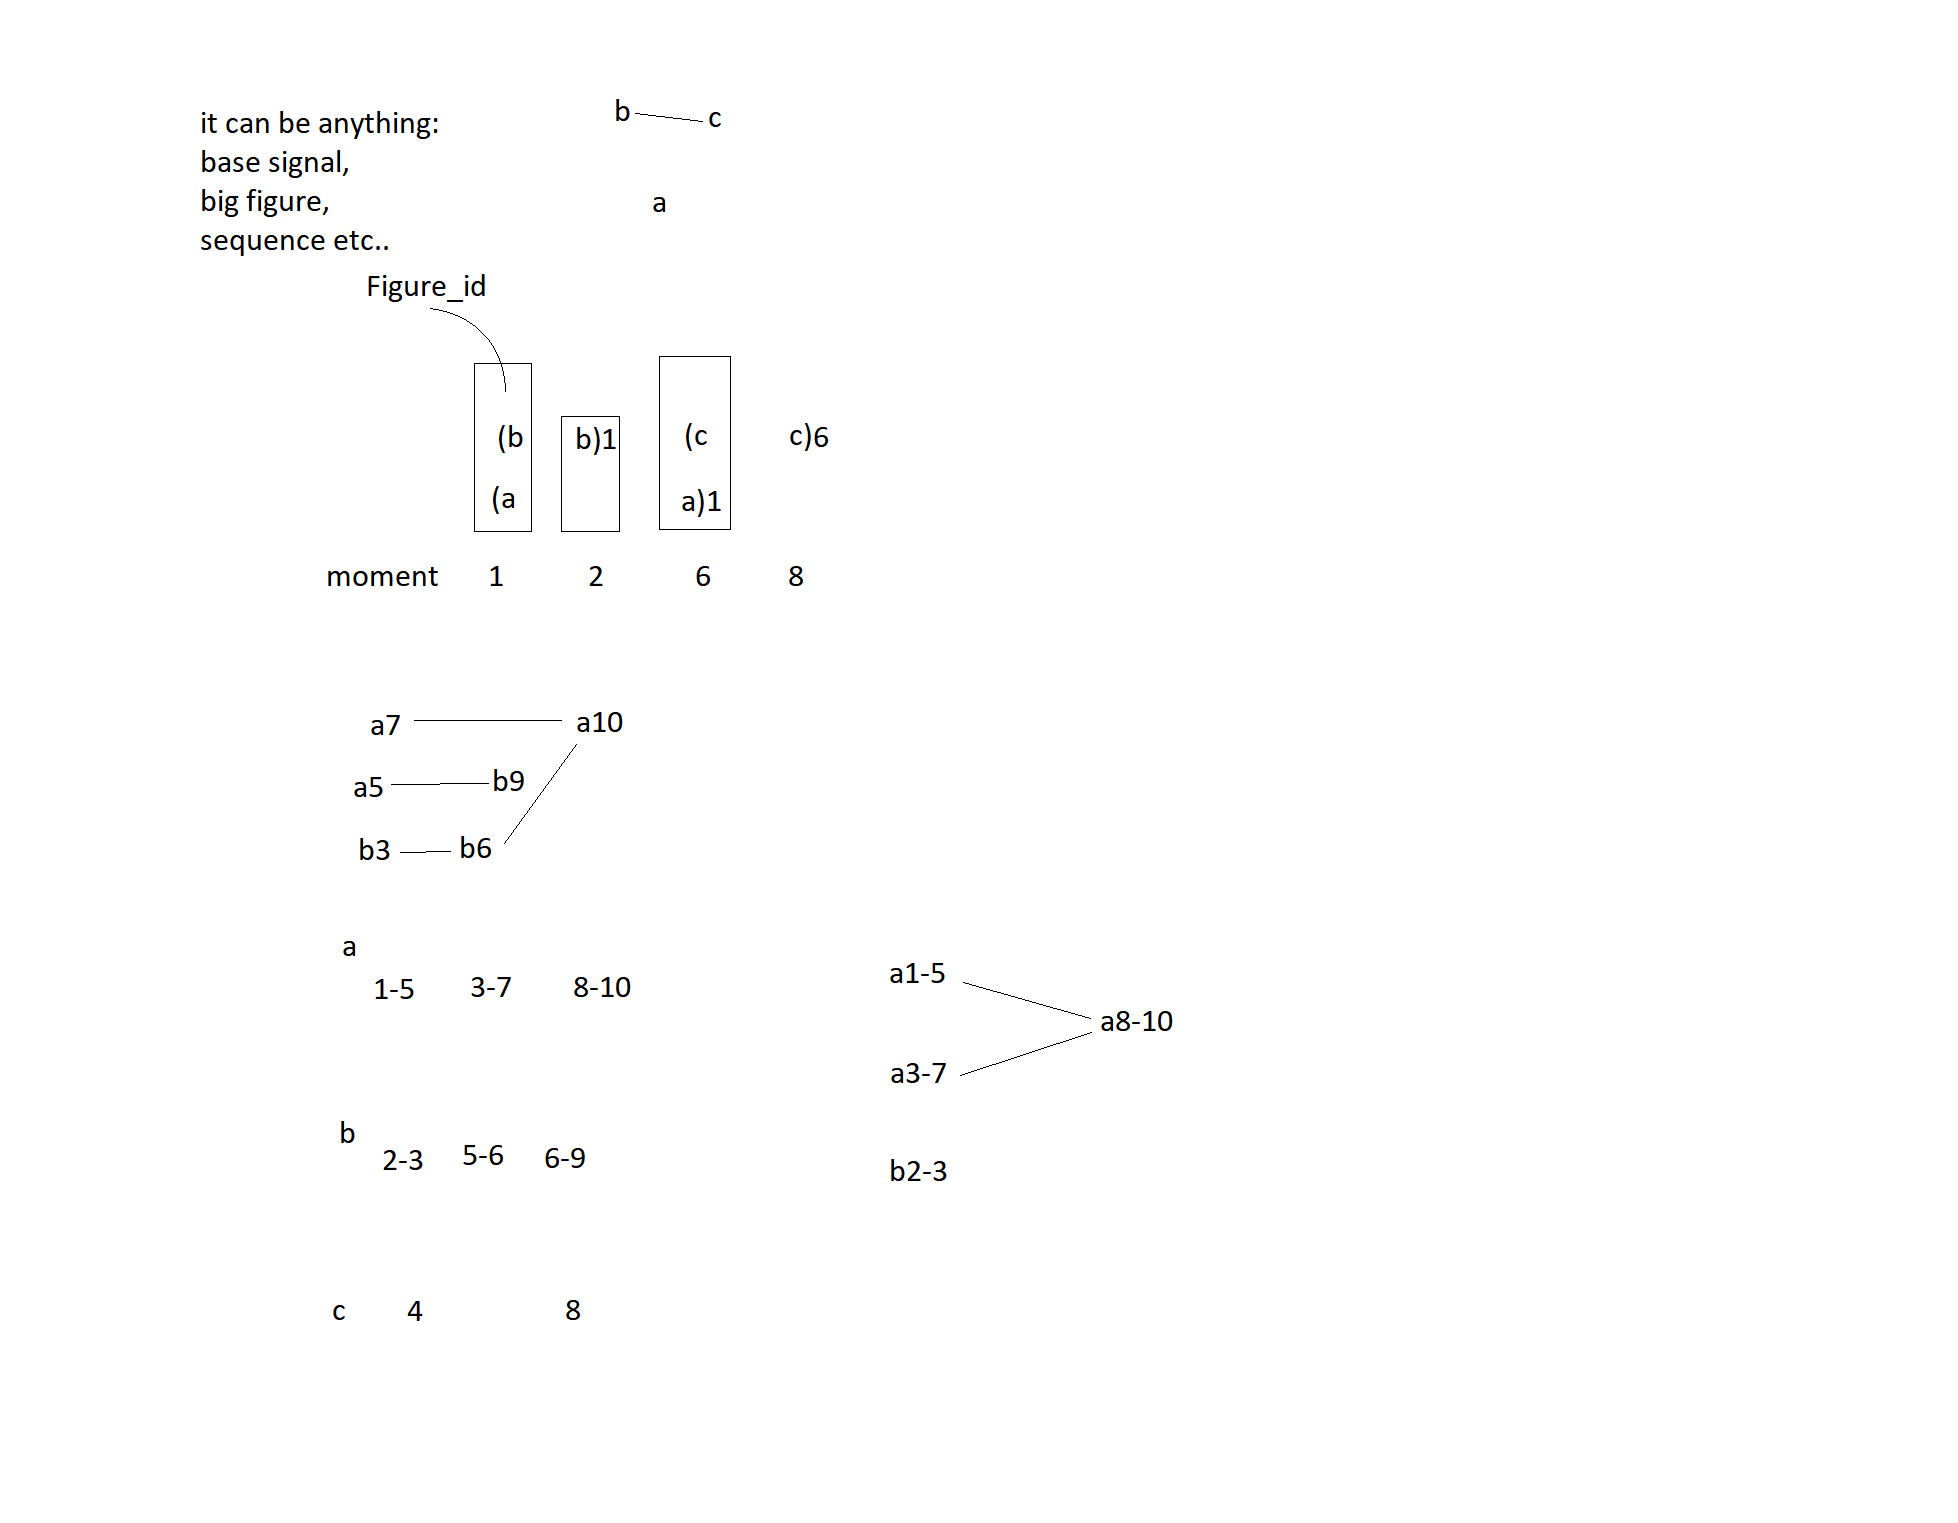 it can be anything:
base signal,
big figure,
sequence etc..
b c
a
Figure_id
(b b)1 (c c)6
(a a)1
moment 1 2 6 8
a7 a10
a5 b9
b3 b6
a
1-5 3-7 8-10
a1-5
a8-10
a3-7
b
2-3 5-6 6-9
b2-3
c 4 8